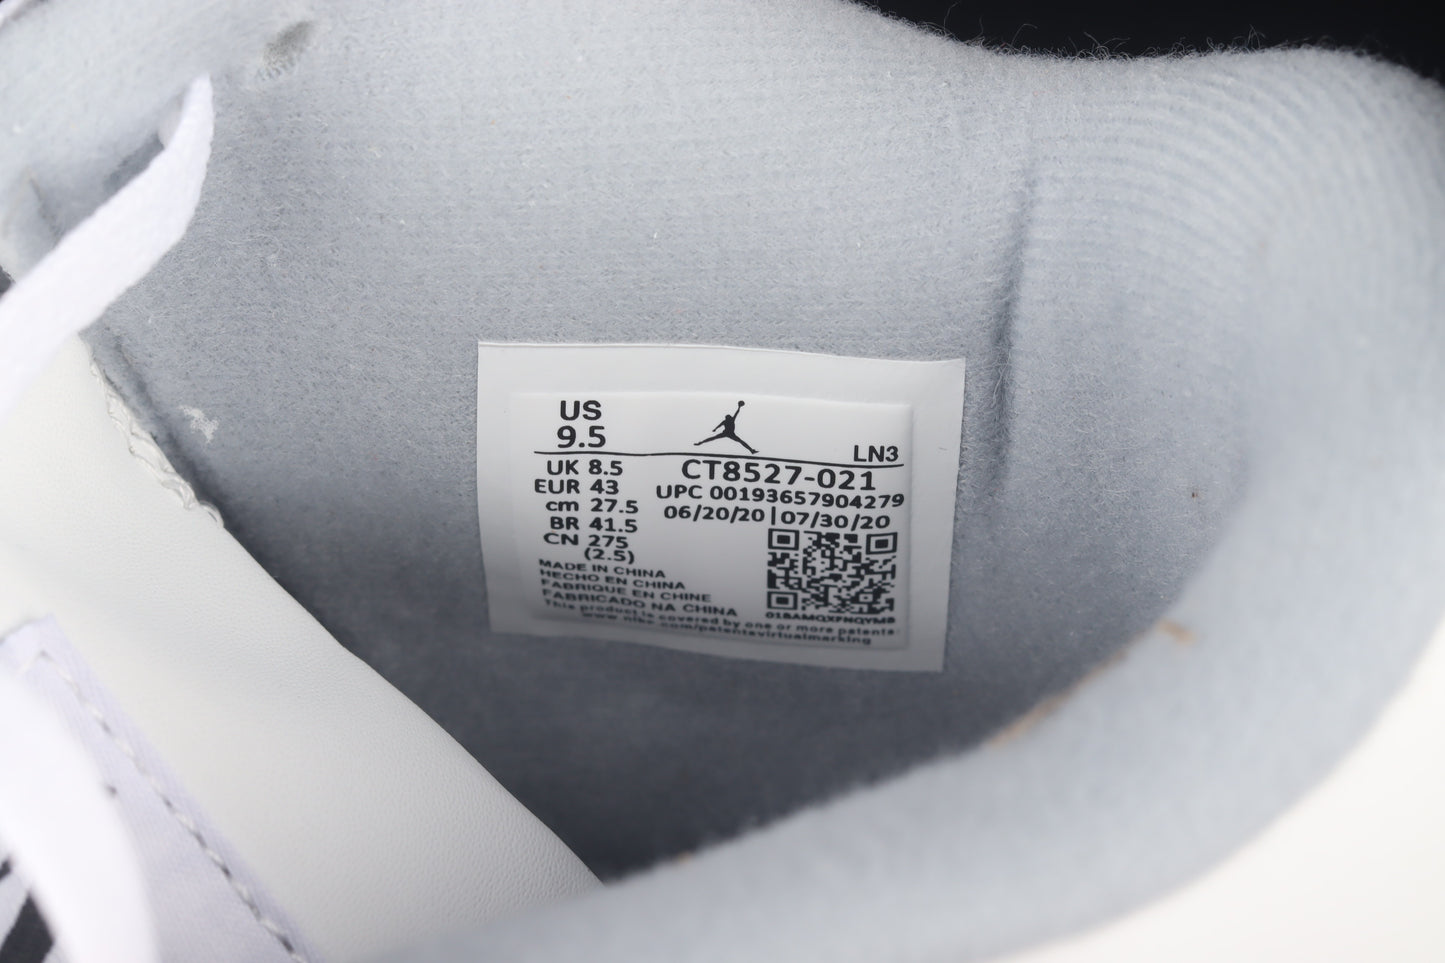 US
9.5
LN3
UK 8.5
EUR 43
cm 27.5
BR 41.5
CN 275
(2.5)
CT8527-021
UPC 00193657904279
06/20/20 | 07/30/20
MADE IN CHINA
HECHO EN CHINA
FABRIQUE EN CHINE
FABRICADO NA CHINA
This product is covered by one or more patents:
www.nike.com/patentsvirtualmarking